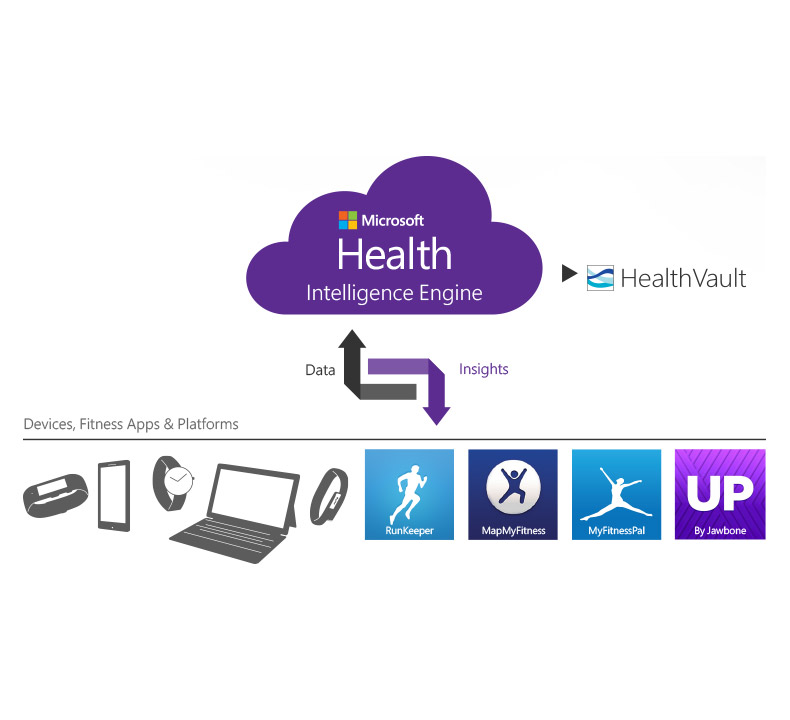 Microsoft
Health
Intelligence Engine
HealthVault
Data
Insights
Devices, Fitness Apps & Platforms
RunKeeper
MapMyFitness
MyFitnessPal
UP
By Jawbone